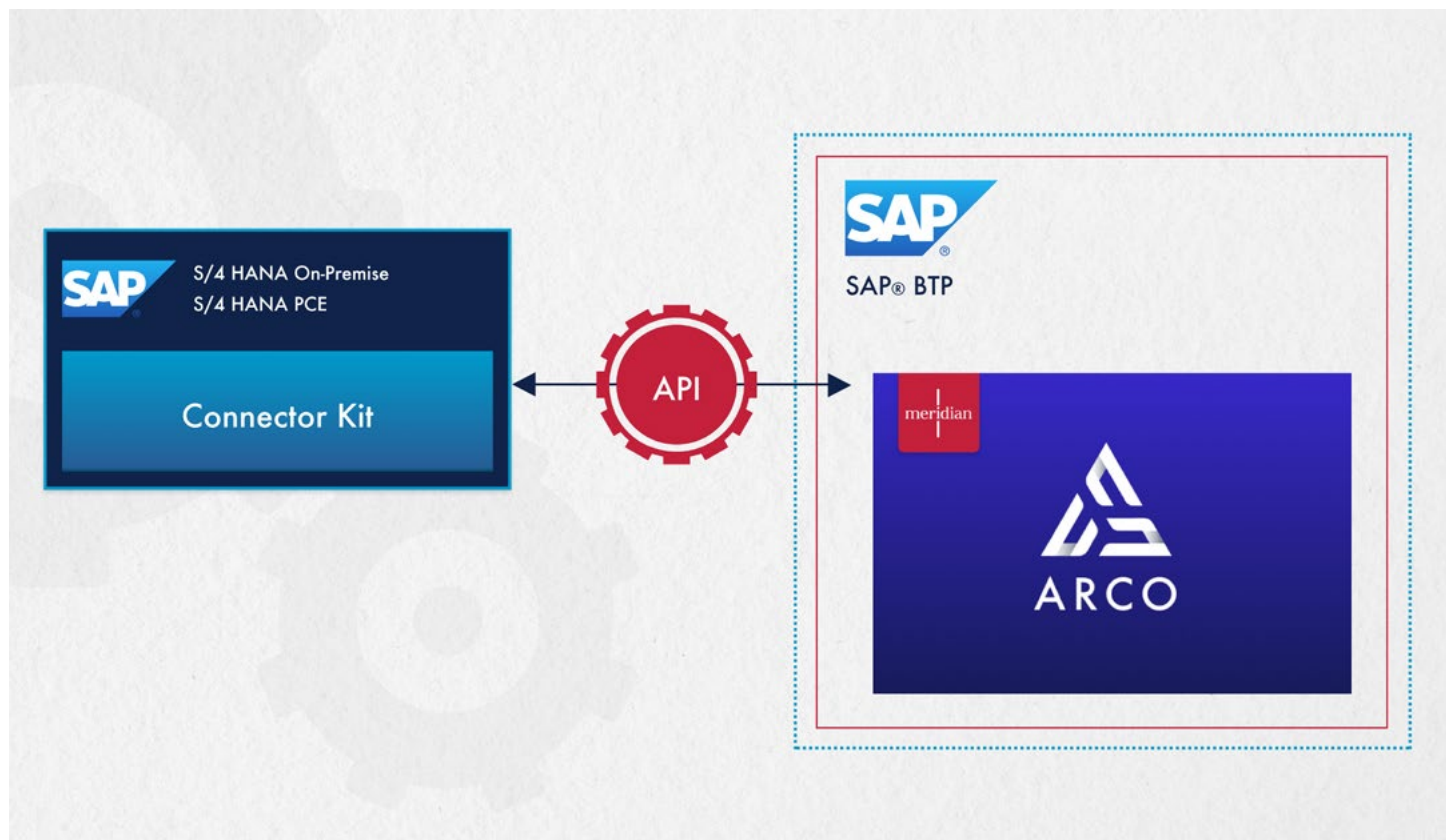 SAP
S/4 HANA On-Premise
S/4 HANA PCE
Connector Kit
API
SAP
®
SAP® BTP
meridian
ARCO